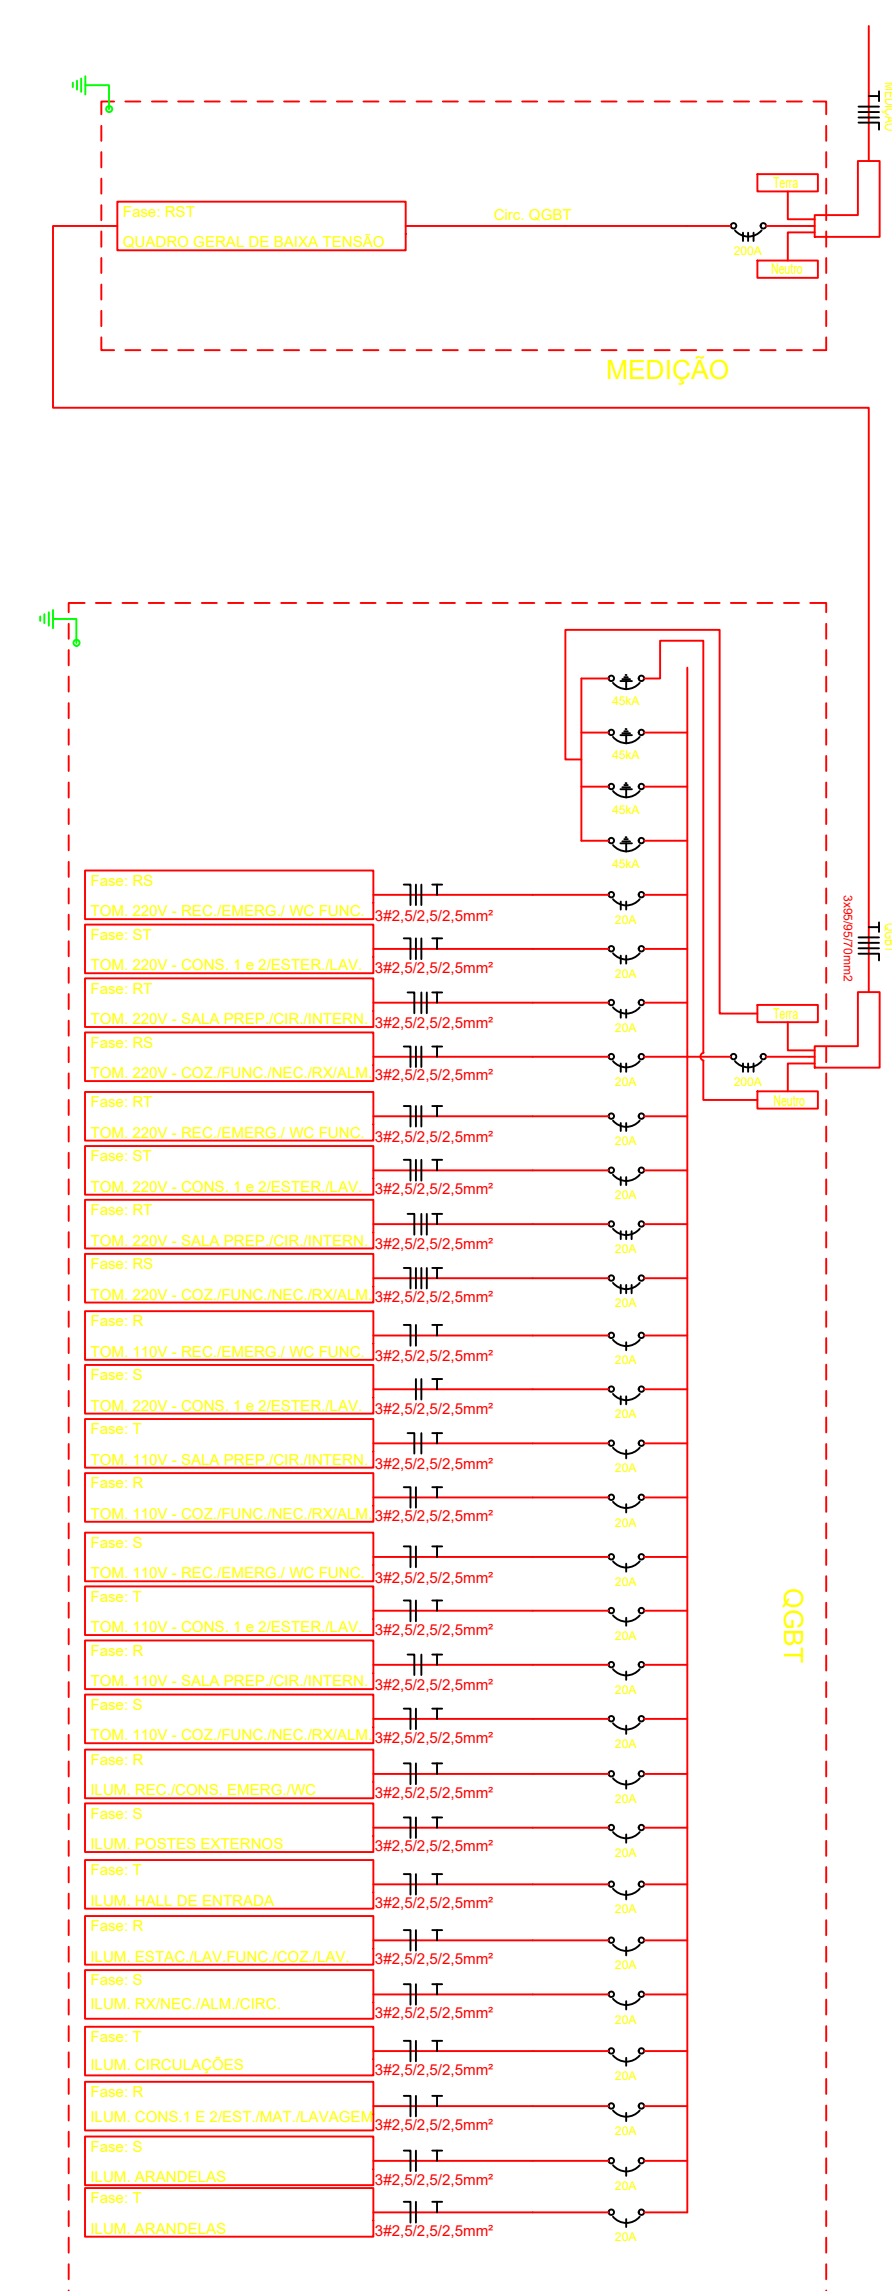 MEDIÇÃO
Terra
Fase: RST
Circ. QGBT
QUADRO GERAL DE BAIXA TENSÃO
200A
Neutro
MEDIÇÃO
45kA
45kA
45kA
45kA
Fase: RS
TOM. 220V - REC./EMERG./ WC FUNC.
3#2,5/2,5/2,5mm²
20A
3x95/95/70mm2
QGBT
Fase: ST
TOM. 220V - CONS. 1 e 2/ESTER./LAV.
3#2,5/2,5/2,5mm²
20A
Fase: RT
TOM. 220V - SALA PREP./CIR./INTERN.
3#2,5/2,5/2,5mm²
20A
Terra
Fase: RS
TOM. 220V - COZ./FUNC./NEC./RX/ALM.
3#2,5/2,5/2,5mm²
20A
200A
Neutro
Fase: RT
TOM. 220V - REC./EMERG./ WC FUNC.
3#2,5/2,5/2,5mm²
20A
Fase: ST
TOM. 220V - CONS. 1 e 2/ESTER./LAV.
3#2,5/2,5/2,5mm²
20A
Fase: RT
TOM. 220V - SALA PREP./CIR./INTERN.
3#2,5/2,5/2,5mm²
20A
Fase: RS
TOM. 220V - COZ./FUNC./NEC./RX/ALM.
3#2,5/2,5/2,5mm²
20A
Fase: R
TOM. 110V - REC./EMERG./ WC FUNC.
3#2,5/2,5/2,5mm²
20A
Fase: S
TOM. 220V - CONS. 1 e 2/ESTER./LAV.
3#2,5/2,5/2,5mm²
20A
Fase: T
TOM. 110V - SALA PREP./CIR./INTERN.
3#2,5/2,5/2,5mm²
20A
Fase: R
TOM. 110V - COZ./FUNC./NEC./RX/ALM.
3#2,5/2,5/2,5mm²
20A
Fase: S
TOM. 110V - REC./EMERG./ WC FUNC.
3#2,5/2,5/2,5mm²
20A
Fase: T
TOM. 110V - CONS. 1 e 2/ESTER./LAV.
3#2,5/2,5/2,5mm²
20A
QGBT
Fase: R
TOM. 110V - SALA PREP./CIR./INTERN.
3#2,5/2,5/2,5mm²
20A
Fase: S
TOM. 110V - COZ./FUNC./NEC./RX/ALM.
3#2,5/2,5/2,5mm²
20A
Fase: R
ILUM. REC./CONS. EMERG./WC
3#2,5/2,5/2,5mm²
20A
Fase: S
ILUM. POSTES EXTERNOS
3#2,5/2,5/2,5mm²
20A
Fase: T
ILUM. HALL DE ENTRADA
3#2,5/2,5/2,5mm²
20A
Fase: R
ILUM. ESTAC./LAV.FUNC./COZ./LAV.
3#2,5/2,5/2,5mm²
20A
Fase: S
ILUM. RX/NEC./ALM./CIRC.
3#2,5/2,5/2,5mm²
20A
Fase: T
ILUM. CIRCULAÇÕES
3#2,5/2,5/2,5mm²
20A
Fase: R
ILUM. CONS.1 E 2/EST./MAT./LAVAGEM
3#2,5/2,5/2,5mm²
20A
Fase: S
ILUM. ARANDELAS
3#2,5/2,5/2,5mm²
20A
Fase: T
ILUM. ARANDELAS
3#2,5/2,5/2,5mm²
20A